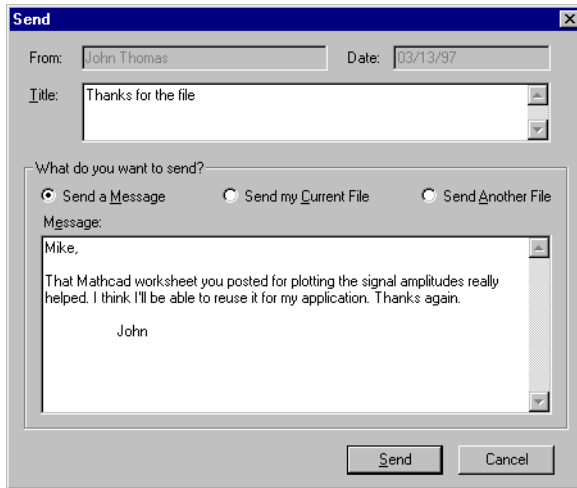 Send
From: John Thomas Date: 03/13/97
Title: Thanks for the file
What do you want to send?
Send a Message Send my Current File Send Another File
Message:
Mike,
That Mathcad worksheet you posted for plotting the signal amplitudes really
helped. I think I'll be able to reuse it for my application. Thanks again.
John
Send Cancel